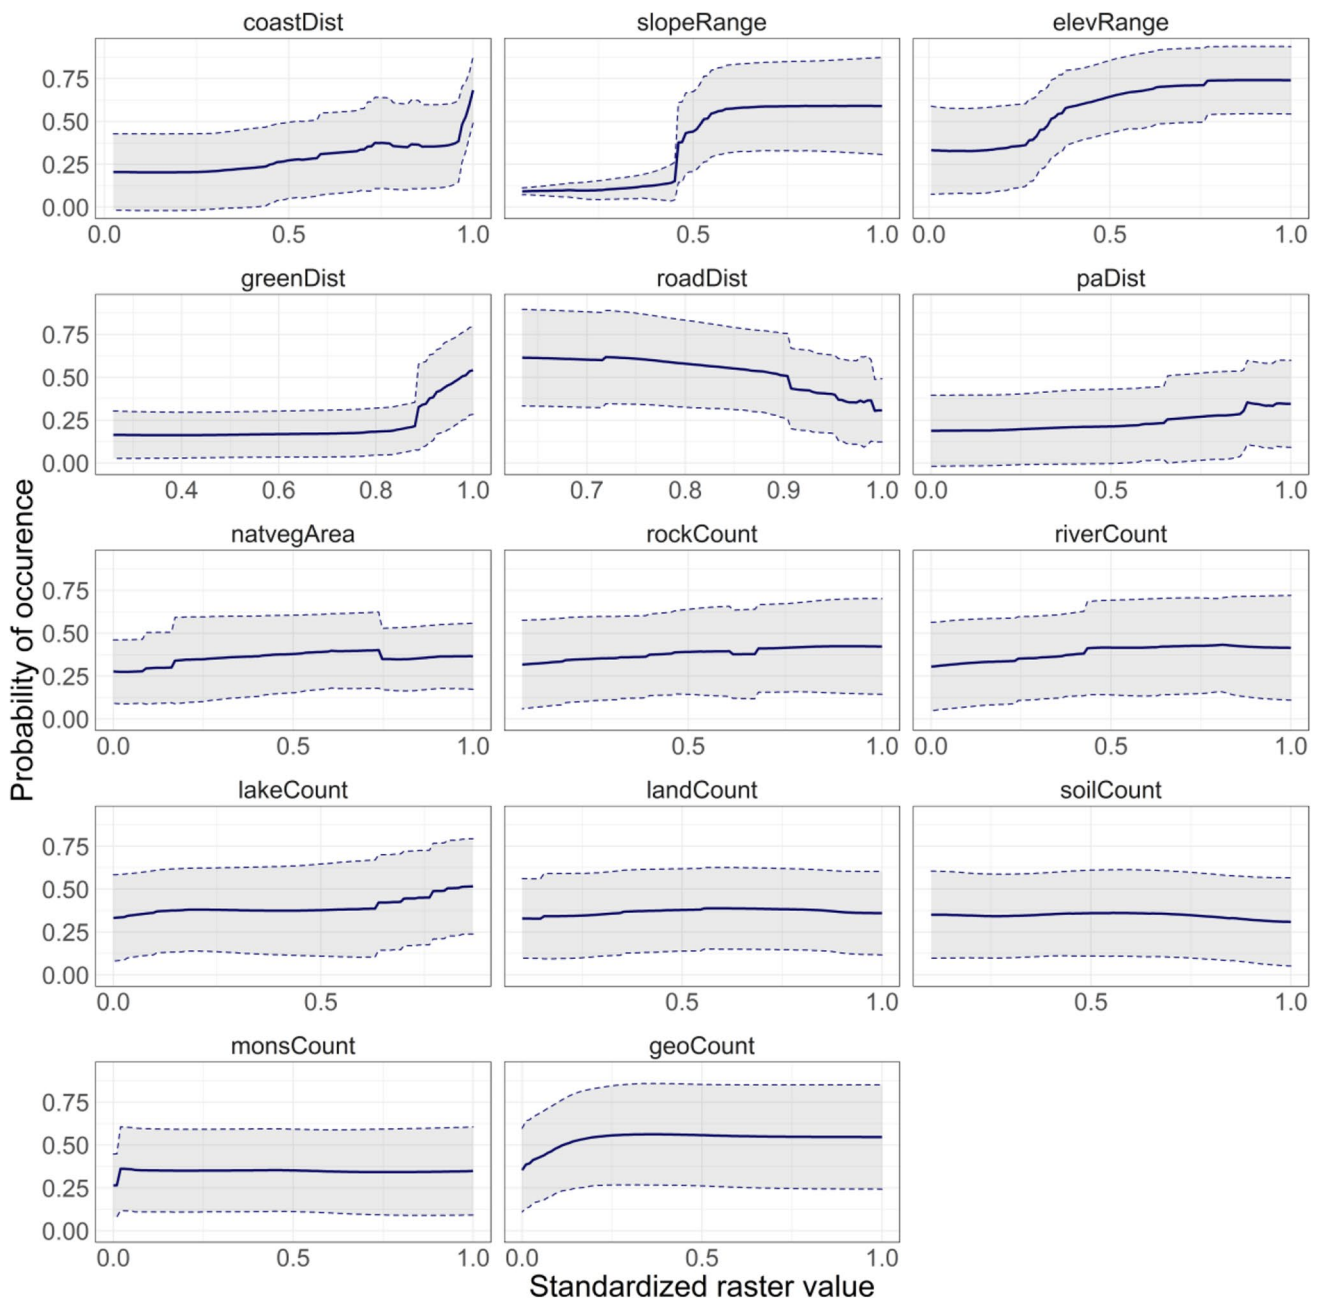 coastDist slopeRange elevRange
0.75
0.50
0.25
0.00
0.0 0.5 1.0 0.5 1.0 0.0 0.5 1.0
greenDist roadDist paDist
0.75
0.50
0.25
0.00
0.4 0.6 0.8 1.0 0.7 0.8 0.9 1.0 0.0 0.5 1.0
natvegArea rockCount riverCount
0.75
0.50
0.25
0.00
0.0 0.5 1.0 0.5 1.0 0.0 0.5 1.0
lakeCount landCount soilCount
0.75
0.50
0.25
0.00
0.0 0.5 0.5 1.0 0.5 1.0
monsCount geoCount
0.75
0.50
0.25
0.00
0.0 0.5 1.0 0.0 0.5 1.0
Probability of occurence
Standardized raster value